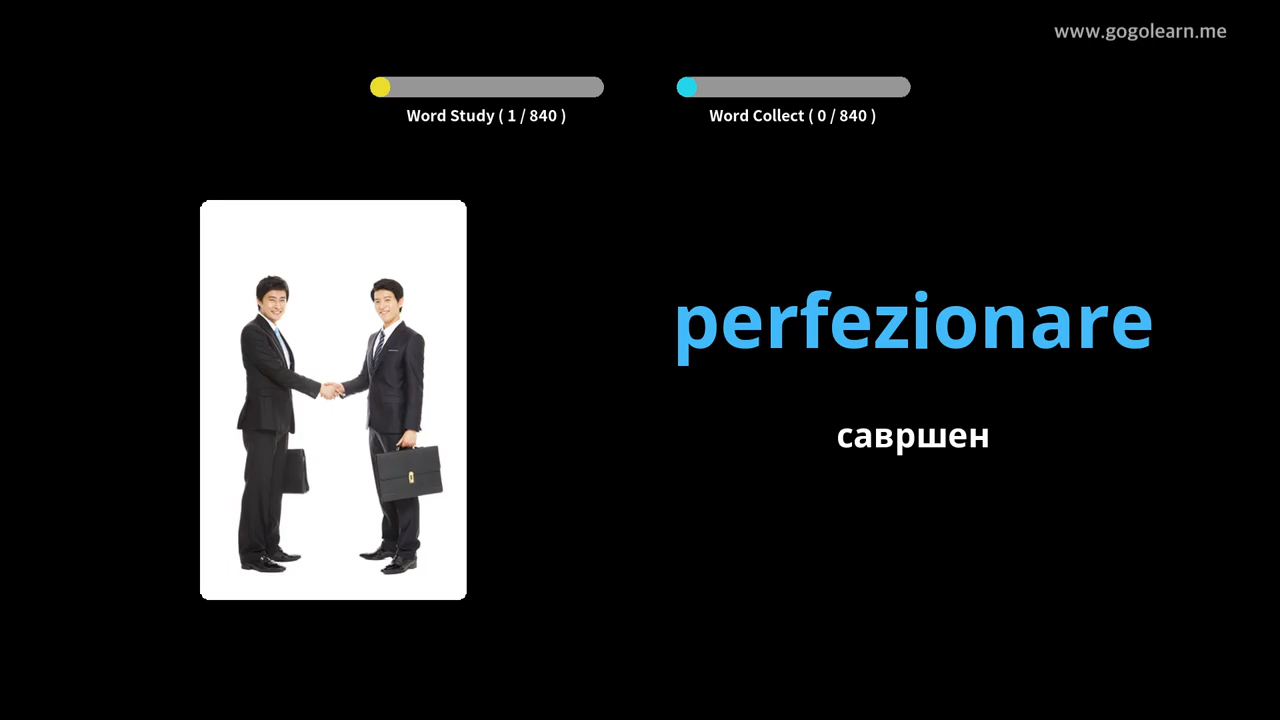 www.gogolearn.me
Word Study ( 1 / 840 )
Word Collect ( 0 / 840 )
perfezionare
савршен